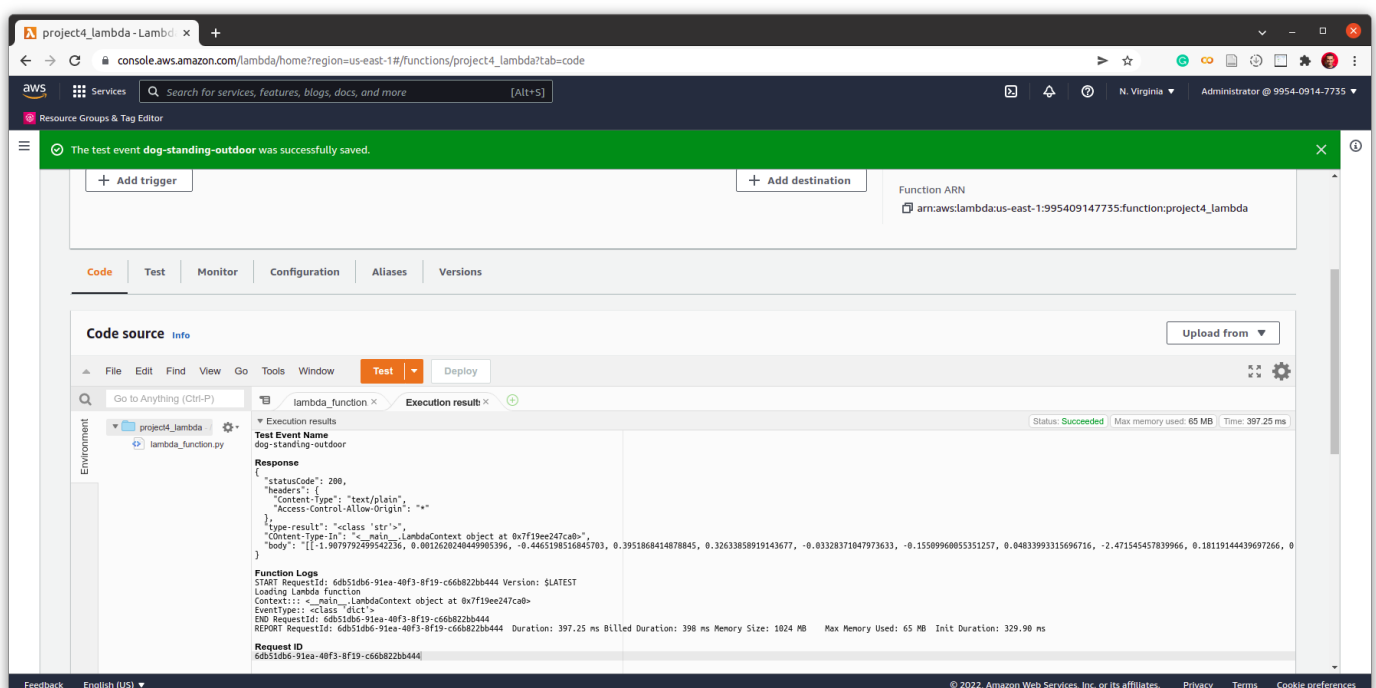 project4_lambda - Lambd
console.aws.amazon.com/lambda/home?region=us-east-1#/functions/project4_lambda?tab=code
aws Services Search for services, features, blogs, docs, and more [Alt+S] N. Virginia ▼ Administrator @ 9954-0914-7735 ▼
Resource Groups & Tag Editor
The test event dog-standing-outdoor was successfully saved.
+ Add trigger + Add destination
Function ARN
arn:aws:lambda:us-east-1:995409147735:function:project4_lambda
Code Test Monitor Configuration Aliases Versions
Code source Info Upload from ▼
File Edit Find View Go Tools Window Test Deploy
Go to Anything (Ctrl-P) lambda_function × Execution result ×
Environment
project4_lambda
lambda_function.py
▼ Execution results Status: Succeeded Max memory used: 65 MB Time: 397.25 ms
Test Event Name
dog-standing-outdoor
Response
{
"statusCode": 200,
"headers": {
"Content-Type": "text/plain",
"Access-Control-Allow-Origin": "*"
},
"type-result": "<class 'str'>",
"COntent-Type-In": "<__main__.LambdaContext object at 0x7f19ee247ca0>",
"body": "[[-1.9079792499542236, 0.0012620240449905396, -0.4465198516845703, 0.3951868414878845, 0.32633858919143677, -0.03328371047973633, -0.15509960055351257, 0.04833993315696716, -2.471545457839966, 0.18119144439697266, 0
}
Function Logs
START RequestId: 6db51db6-91ea-40f3-8f19-c66b822bb444 Version: $LATEST
Loading Lambda function
Context::: <__main__.LambdaContext object at 0x7f19ee247ca0>
EventType:: <class 'dict'>
END RequestId: 6db51db6-91ea-40f3-8f19-c66b822bb444
REPORT RequestId: 6db51db6-91ea-40f3-8f19-c66b822bb444 Duration: 397.25 ms Billed Duration: 398 ms Memory Size: 1024 MB Max Memory Used: 65 MB Init Duration: 329.90 ms
Request ID
6db51db6-91ea-40f3-8f19-c66b822bb444
Feedback English (US) ▼ © 2022, Amazon Web Services, Inc. or its affiliates. Privacy Terms Cookie preferences